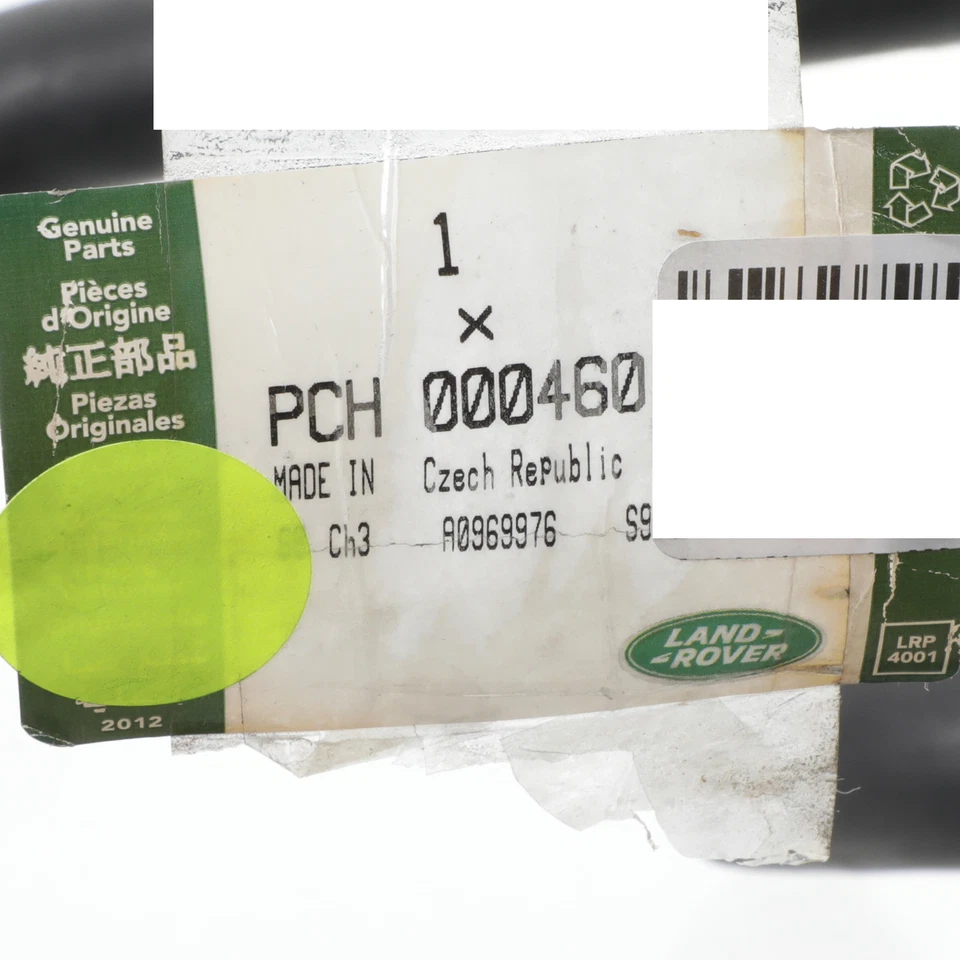 Genuine
Parts
Pièces
d'Origine
純正部品
Piezas
Originales
2012
1
×
PCH 000460
MADE IN Czech Republic
Ch3 A0969976 S9
LAND-
-ROVER
LRP
4001